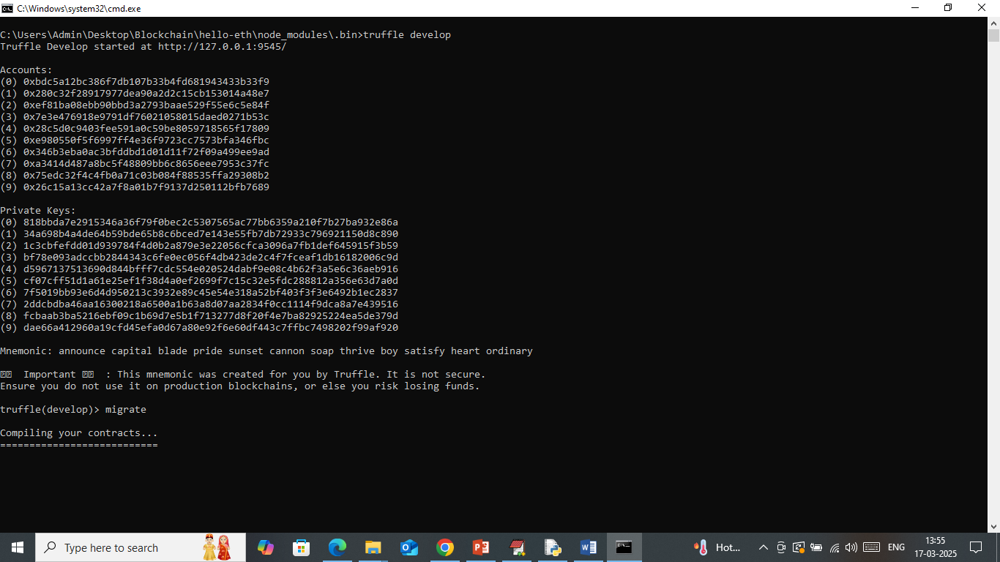 C:\Windows\system32\cmd.exe
C:\Users\Admin\Desktop\Blockchain\hello-eth\node_modules\.bin>truffle develop
Truffle Develop started at http://127.0.0.1:9545/
Accounts:
(0) 0xbdc5a12bc386f7db107b33b4fd681943433b33f9
(1) 0x280c32f28917977dea90a2d2c15cb153014a48e7
(2) 0xef81ba08ebb90bbd3a2793baae529f55e6c5e84f
(3) 0x7e3e476918e9791df76021058015daed0271b53c
(4) 0x28c5d0c9403fee591a0c59be8059718565f17809
(5) 0xe980550f5f6997ff4e36f9723cc7573bfa346fbc
(6) 0x346b3eba0ac3bfddbd1d01d11f72f09a499ee9ad
(7) 0xa3414d487a8bc5f48809bb6c8656eee7953c37fc
(8) 0x75edc32f4c4fb0a71c03b084f88535ffa29308b2
(9) 0x26c15a13cc42a7f8a01b7f9137d250112bfb7689
Private Keys:
(0) 818bbda7e2915346a36f79f0bec2c5307565ac77bb6359a210f7b27ba932e86a
(1) 34a698b4a4de64b59bde65b8c6bced7e143e55fb7db72933c796921150d8c890
(2) 1c3cbfefdd01d939784f4d0b2a879e3e22056cfca3096a7fb1def645915f3b59
(3) bf78e093adccbb2844343c6fe0ec056f4db423de2c4f7fceaf1db16182006c9d
(4) d5967137513690d844bfff7cdc554e020524dabf9e08c4b62f3a5e6c36aeb916
(5) cf07cff51d1a61e25ef1f38d4a0ef2699f7c15c32e5fdc288812a356e63d7a0d
(6) 7f5019bb93e6d4d950213c3932e89c45e54e318a52bf403f3f3e6492b1ec2837
(7) 2ddcbdba46aa16300218a6500a1b63a8d07aa2834f0cc1114f9dca8a7e439516
(8) fcbaab3ba5216ebf09c1b69d7e5b1f713277d8f20f4e7ba82925224ea5de379d
(9) dae66a412960a19cfd45efa0d67a80e92f6e60df443c7ffbc7498202f99af920
Mnemonic: announce capital blade pride sunset cannon soap thrive boy satisfy heart ordinary
Important : This mnemonic was created for you by Truffle. It is not secure.
Ensure you do not use it on production blockchains, or else you risk losing funds.
truffle(develop)> migrate
Compiling your contracts...
===========================
Type here to search
Hot...
ENG
13:55
17-03-2025